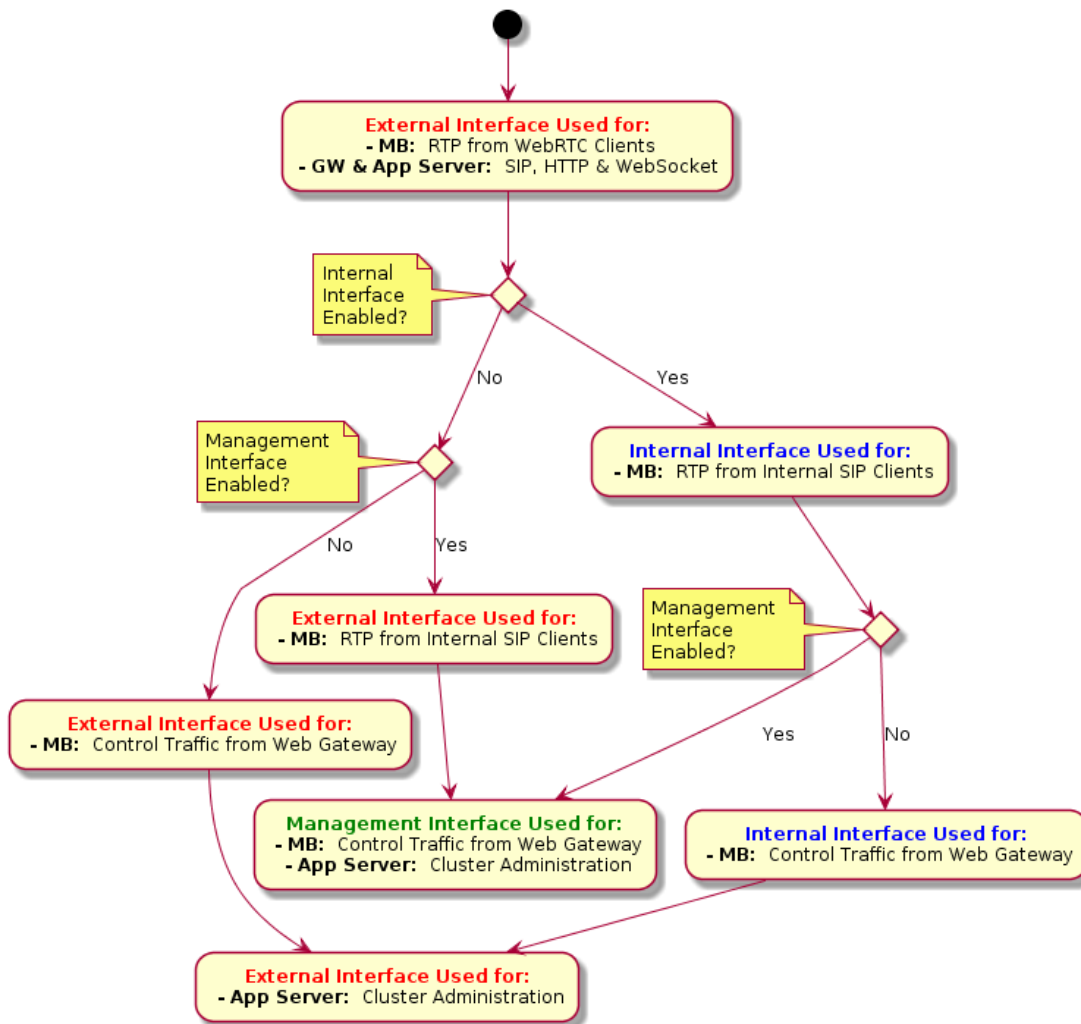 External Interface Used for:
- MB: RTP from WebRTC Clients
- GW & App Server: SIP, HTTP & WebSocket
Internal
Interface
Enabled?
No
Yes
Management
Interface
Enabled?
Internal Interface Used for:
- MB: RTP from Internal SIP Clients
No
Yes
External Interface Used for:
- MB: RTP from Internal SIP Clients
Management
Interface
Enabled?
External Interface Used for:
- MB: Control Traffic from Web Gateway
Yes
No
Management Interface Used for:
- MB: Control Traffic from Web Gateway
- App Server: Cluster Administration
Internal Interface Used for:
- MB: Control Traffic from Web Gateway
External Interface Used for:
- App Server: Cluster Administration